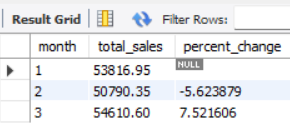 Result Grid Filter Rows:
month total_sales percent_change
1 53816.95 NULL
2 50790.35 -5.623879
3 54610.60 7.521606